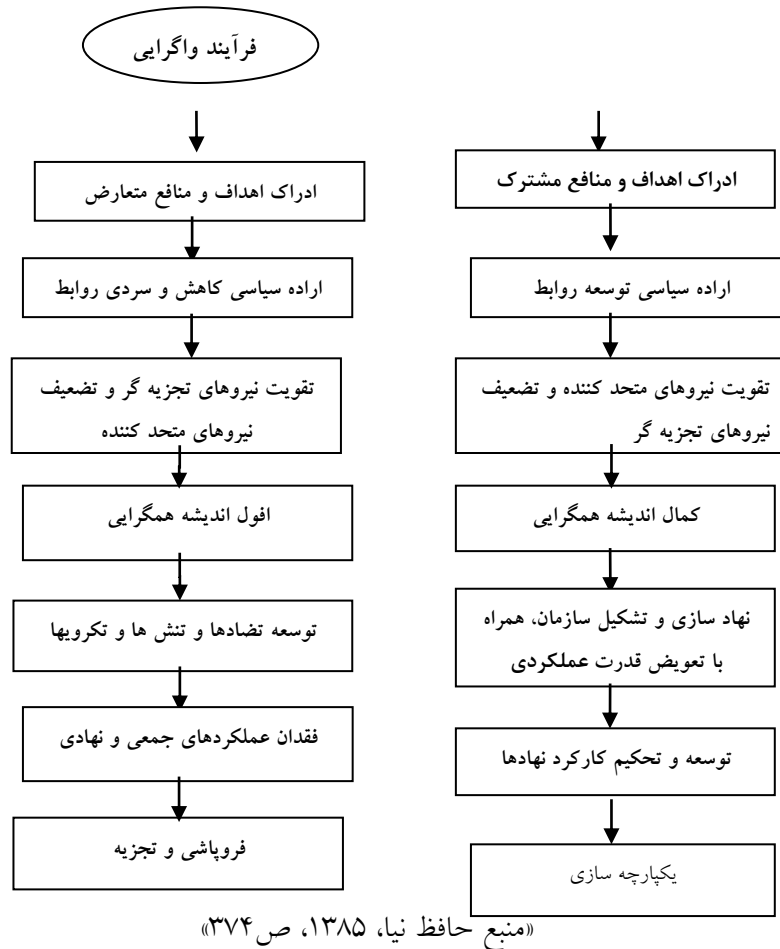 فرآیند واگرایی
ادراک اهداف و منافع مشترک
اراده سیاسی توسعه روابط
تقویت نیروهای متحد کننده و تضعیف
نیروهای تجزیه گر
کمال اندیشه همگرایی
نهاد سازی و تشکیل سازمان، همراه
با تعویض قدرت عملکردی
توسعه و تحکیم کارکرد نهادها
یکپارچه سازی
ادراک اهداف و منافع متعارض
اراده سیاسی کاهش و سردی روابط
تقویت نیروهای تجزیه گر و تضعیف
نیروهای متحد کننده
افول اندیشه همگرایی
توسعه تضادها و تنش ها و تکرویها
فقدان عملکردهای جمعی و نهادی
فروپاشی و تجزیه
«منبع حافظ نیا، ۱۳۸۵، ص۳۷۴»